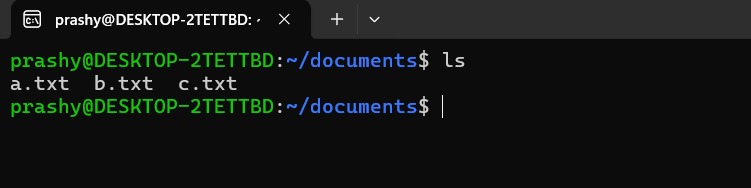 prashy@DESKTOP-2TETTBD: ~
prashy@DESKTOP-2TETTBD:~/documents$ ls
a.txt  b.txt  c.txt
prashy@DESKTOP-2TETTBD:~/documents$